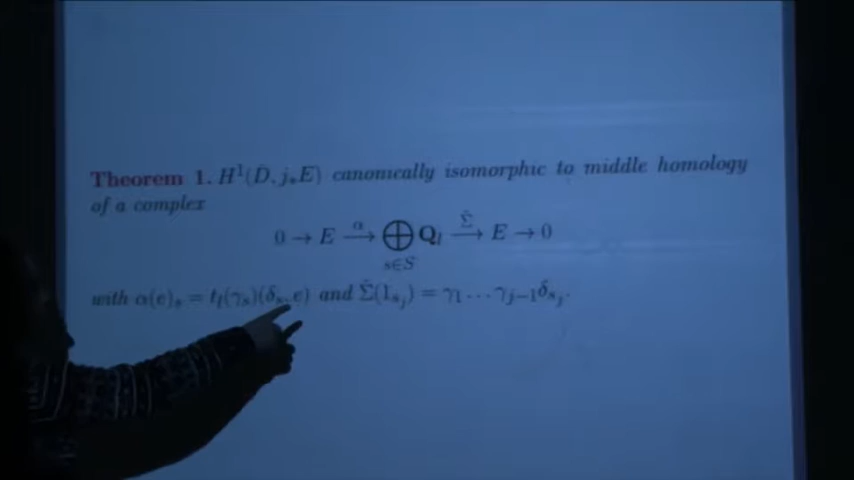 Theorem 1. H¹(D̄, j⁎E) canonically isomorphic to middle homology
of a complex
0 → E —α→ ⊕_{s∈S} Q_l —Σ̃→ E → 0
with α(e)_s = t_l(γ_s)(δ_s, e) and Σ̃(1_{s_j}) = γ₁ … γ_{j−1}δ_{s_j}.